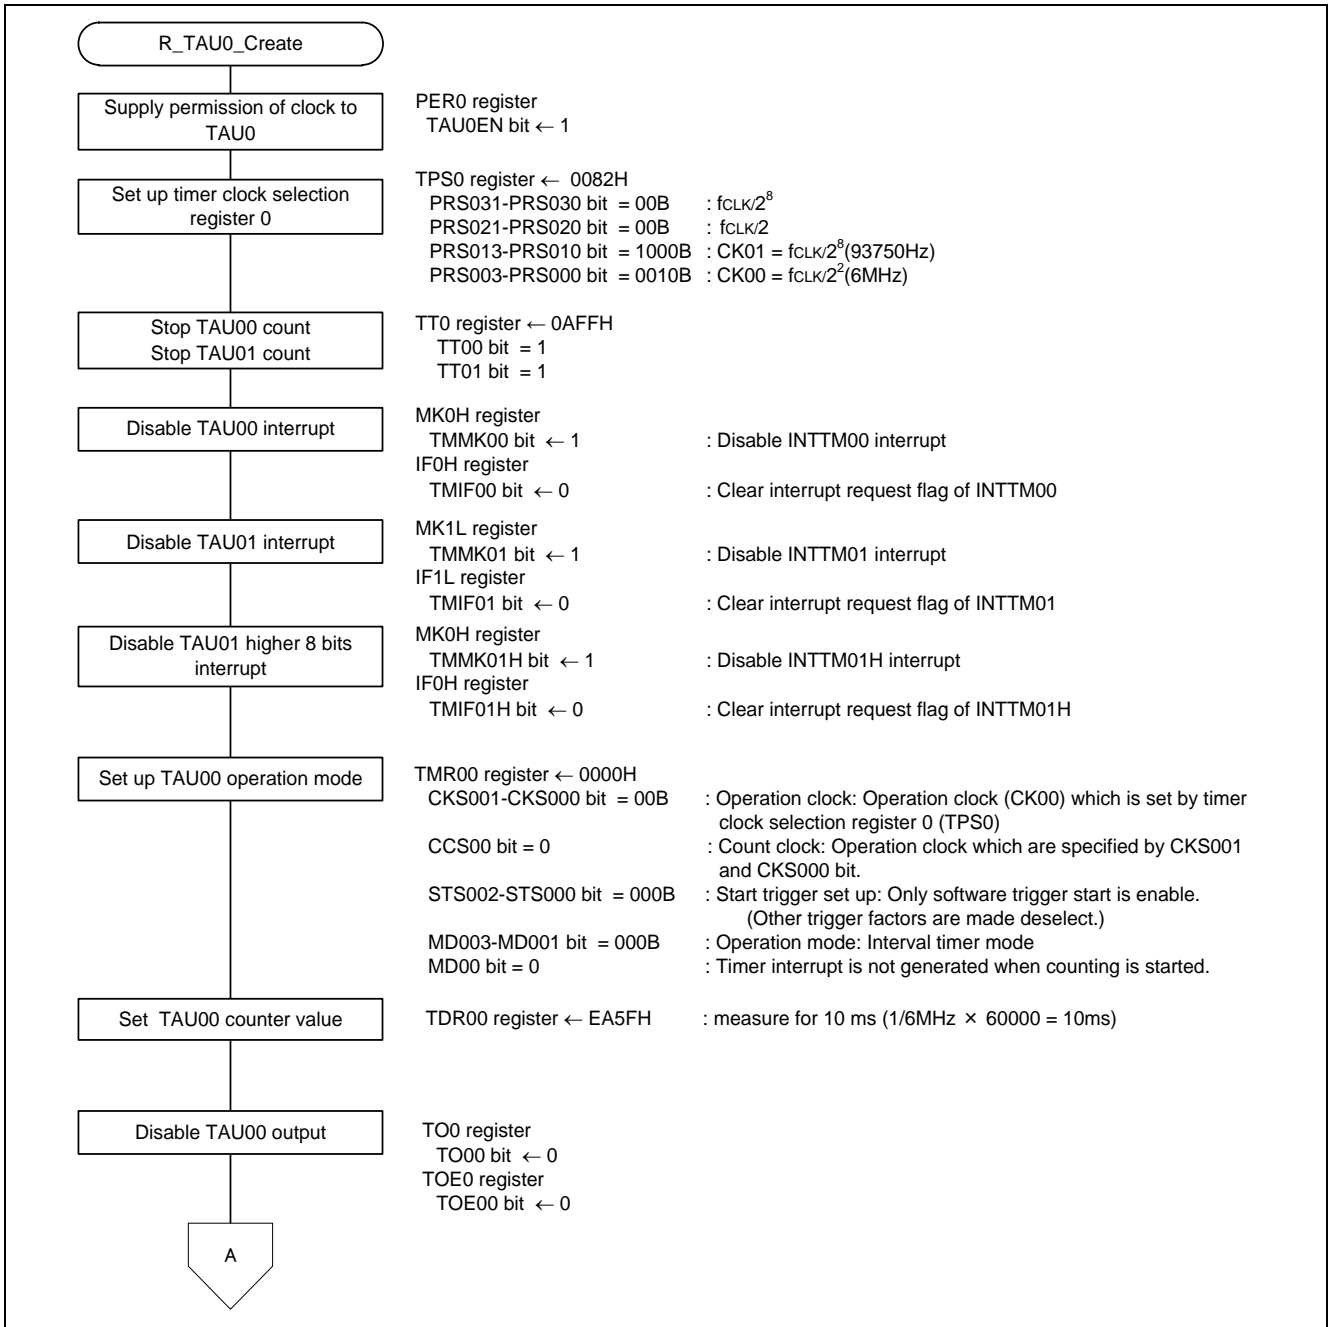 R_TAU0_Create
Supply permission of clock to
TAU0
PER0 register
TAU0EN bit ← 1
Set up timer clock selection
register 0
TPS0 register ← 0082H
PRS031-PRS030 bit = 00B : fCLK/2^8
PRS021-PRS020 bit = 00B : fCLK/2
PRS013-PRS010 bit = 1000B : CK01 = fCLK/2^8(93750Hz)
PRS003-PRS000 bit = 0010B : CK00 = fCLK/2^2(6MHz)
Stop TAU00 count
Stop TAU01 count
TT0 register ← 0AFFH
TT00 bit = 1
TT01 bit = 1
Disable TAU00 interrupt
MK0H register
TMMK00 bit ← 1 : Disable INTTM00 interrupt
IF0H register
TMIF00 bit ← 0 : Clear interrupt request flag of INTTM00
Disable TAU01 interrupt
MK1L register
TMMK01 bit ← 1 : Disable INTTM01 interrupt
IF1L register
TMIF01 bit ← 0 : Clear interrupt request flag of INTTM01
Disable TAU01 higher 8 bits
interrupt
MK0H register
TMMK01H bit ← 1 : Disable INTTM01H interrupt
IF0H register
TMIF01H bit ← 0 : Clear interrupt request flag of INTTM01H
Set up TAU00 operation mode
TMR00 register ← 0000H
CKS001-CKS000 bit = 00B : Operation clock: Operation clock (CK00) which is set by timer
clock selection register 0 (TPS0)
CCS00 bit = 0 : Count clock: Operation clock which are specified by CKS001
and CKS000 bit.
STS002-STS000 bit = 000B : Start trigger set up: Only software trigger start is enable.
(Other trigger factors are made deselect.)
MD003-MD001 bit = 000B : Operation mode: Interval timer mode
MD00 bit = 0 : Timer interrupt is not generated when counting is started.
Set TAU00 counter value
TDR00 register ← EA5FH : measure for 10 ms (1/6MHz × 60000 = 10ms)
Disable TAU00 output
TO0 register
TO00 bit ← 0
TOE0 register
TOE00 bit ← 0
A